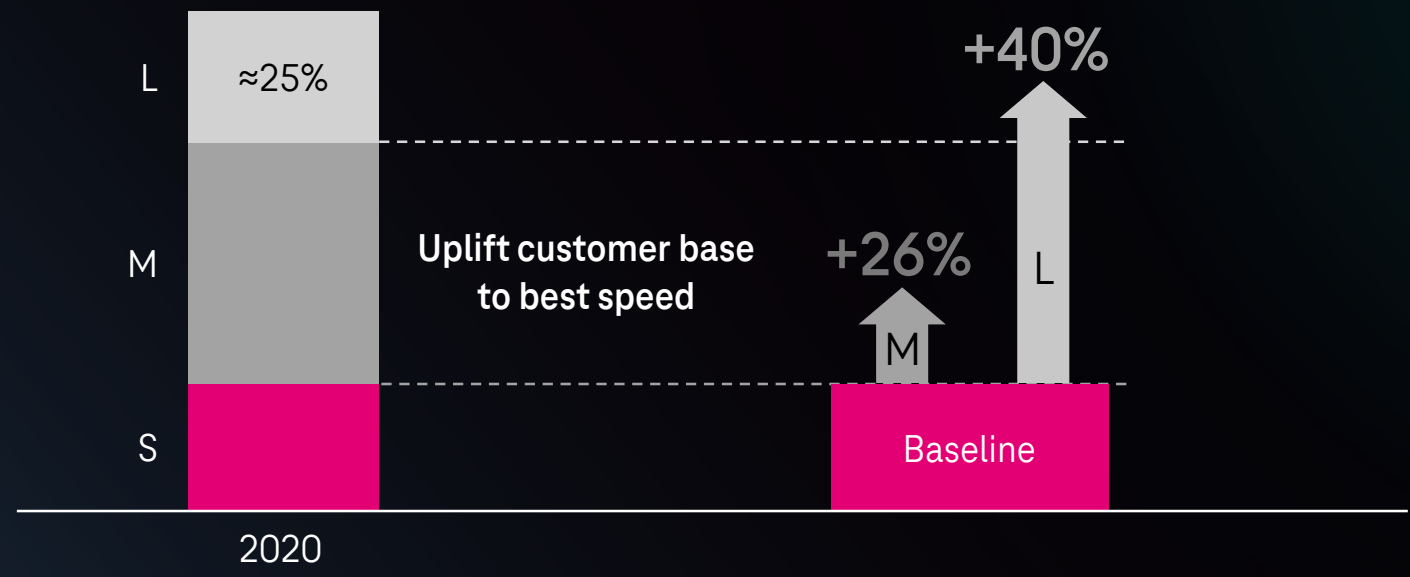 L
≈25%
+40%
M
Uplift customer base
to best speed
+26%
L
M
S
Baseline
2020